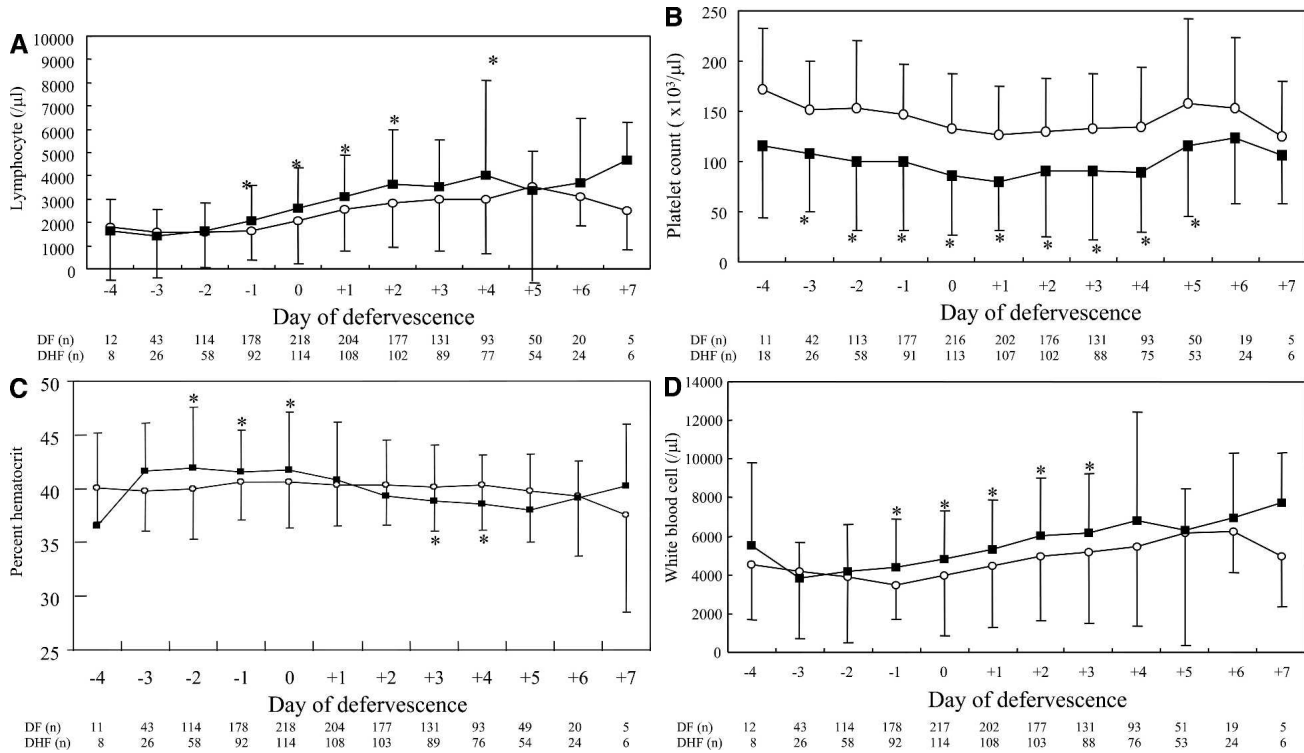 A
10000
9000
8000
7000
6000
5000
4000
3000
2000
1000
0
Lymphocyte (/µl)
* * * * *
-4 -3 -2 -1 0 +1 +2 +3 +4 +5 +6 +7
Day of defervescence
DF (n) 12 43 114 178 218 204 177 131 93 50 20 5
DHF (n) 8 26 58 92 114 108 102 89 77 54 24 6
B
250
200
150
100
50
0
Platelet count ( x10³/µl)
* * * * * * * * *
-4 -3 -2 -1 0 +1 +2 +3 +4 +5 +6 +7
Day of defervescence
DF (n) 11 42 113 177 216 202 176 131 93 50 19 5
DHF (n) 18 26 58 91 113 107 102 88 75 53 24 6
C
50
45
40
35
30
25
Percent hematocrit
* * *
* *
-4 -3 -2 -1 0 +1 +2 +3 +4 +5 +6 +7
Day of defervescence
DF (n) 11 43 114 178 218 204 177 131 93 49 20 5
DHF (n) 8 26 58 92 114 108 103 89 76 54 24 6
D
14000
12000
10000
8000
6000
4000
2000
0
White blood cell (/µl)
* * * * *
-4 -3 -2 -1 0 +1 +2 +3 +4 +5 +6 +7
Day of defervescence
DF (n) 12 43 114 178 217 202 177 131 93 51 19 5
DHF (n) 8 26 58 92 114 108 103 88 76 53 24 6